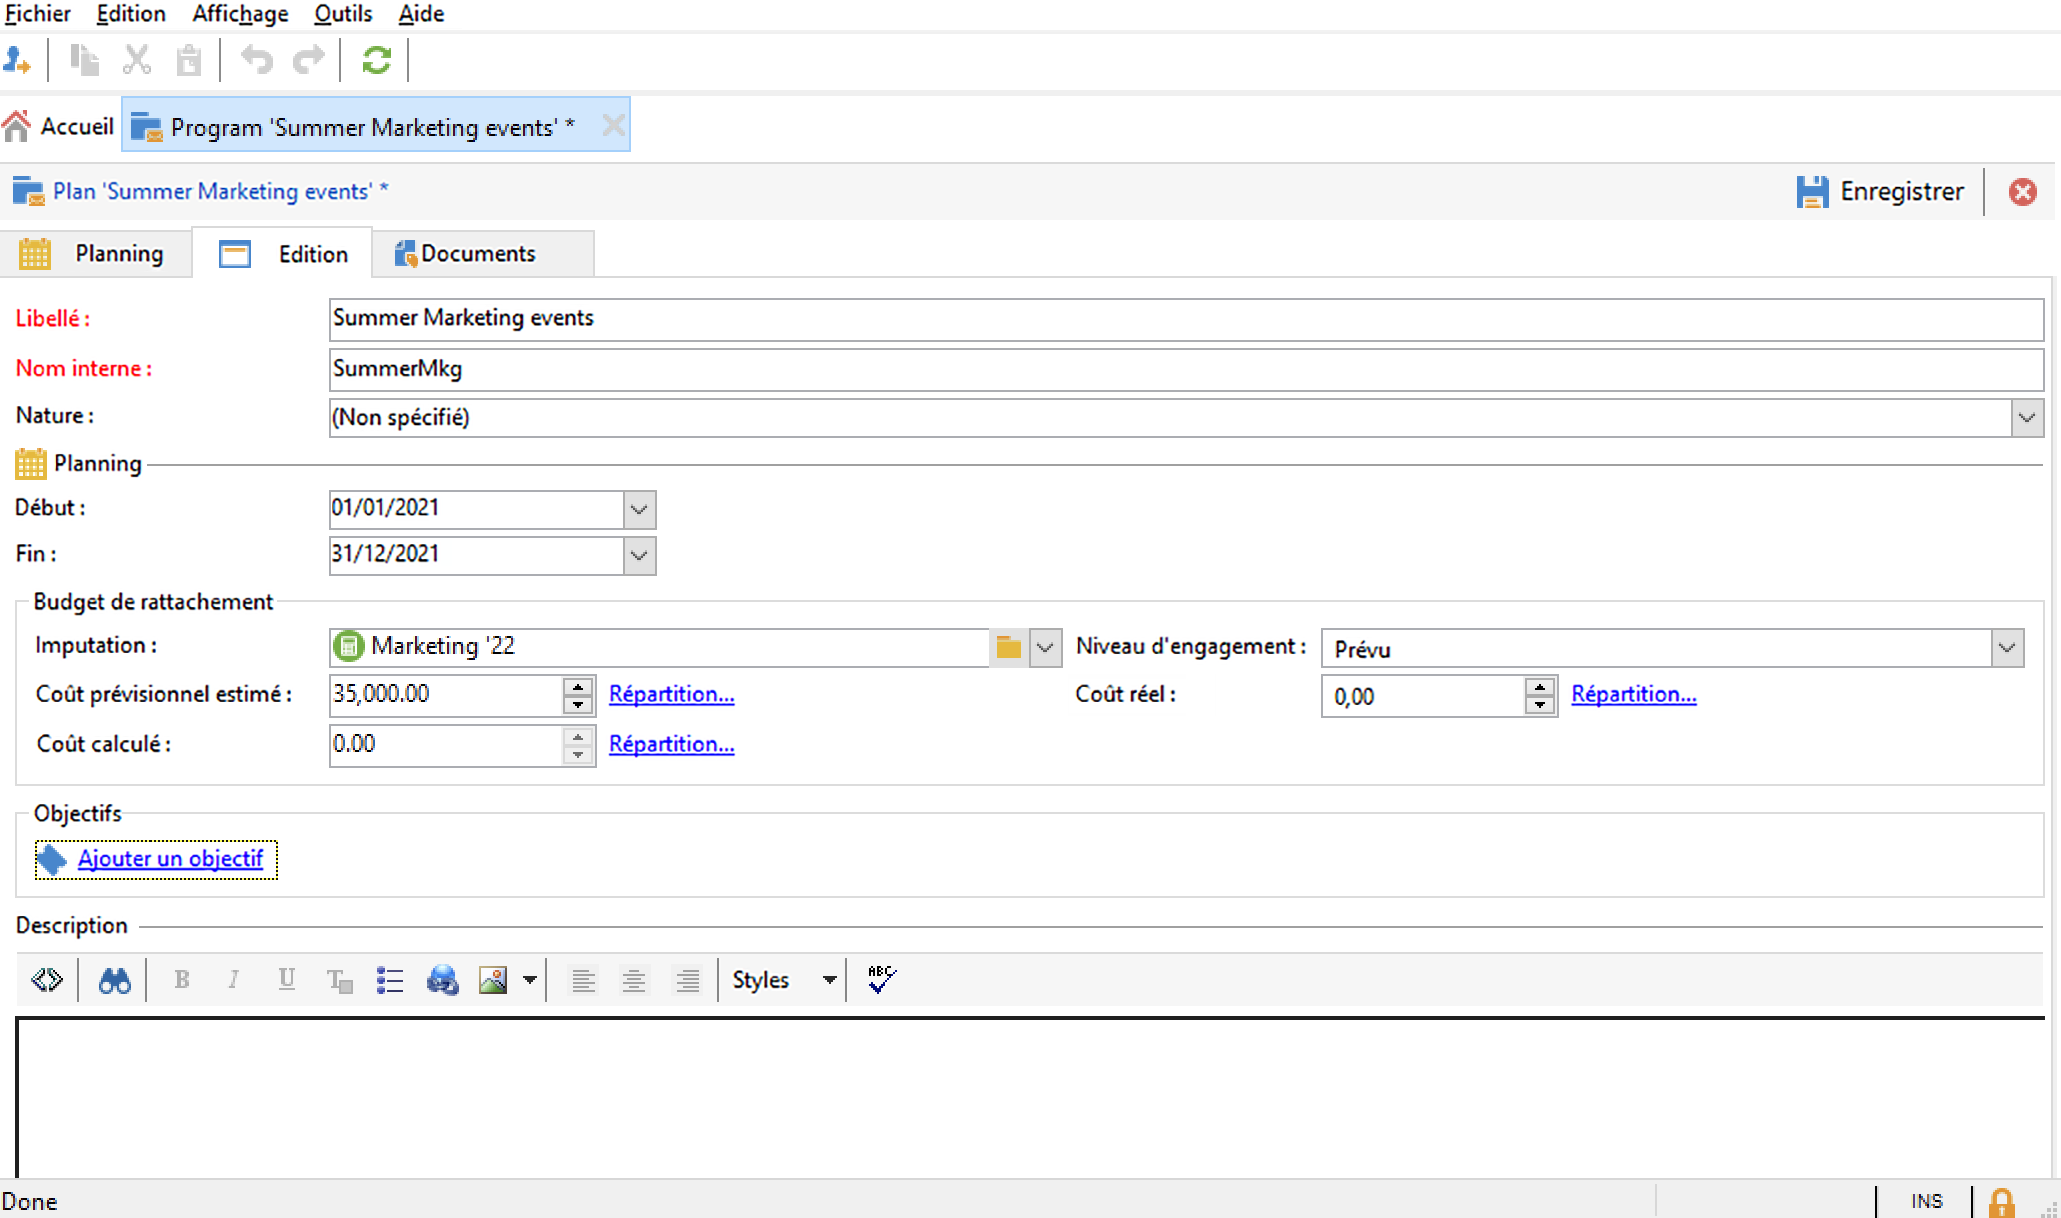 Fichier Edition Affichage Outils Aide
Accueil Program 'Summer Marketing events' *
Plan 'Summer Marketing events' * Enregistrer
Planning Edition Documents
Libellé : Summer Marketing events
Nom interne : SummerMkg
Nature : (Non spécifié)
Planning
Début : 01/01/2021
Fin : 31/12/2021
Budget de rattachement
Imputation : Marketing '22 Niveau d'engagement : Prévu
Coût prévisionnel estimé : 35,000.00 Répartition... Coût réel : 0,00 Répartition...
Coût calculé : 0.00 Répartition...
Objectifs
Ajouter un objectif
Description
B I U T Styles ABC
Done INS